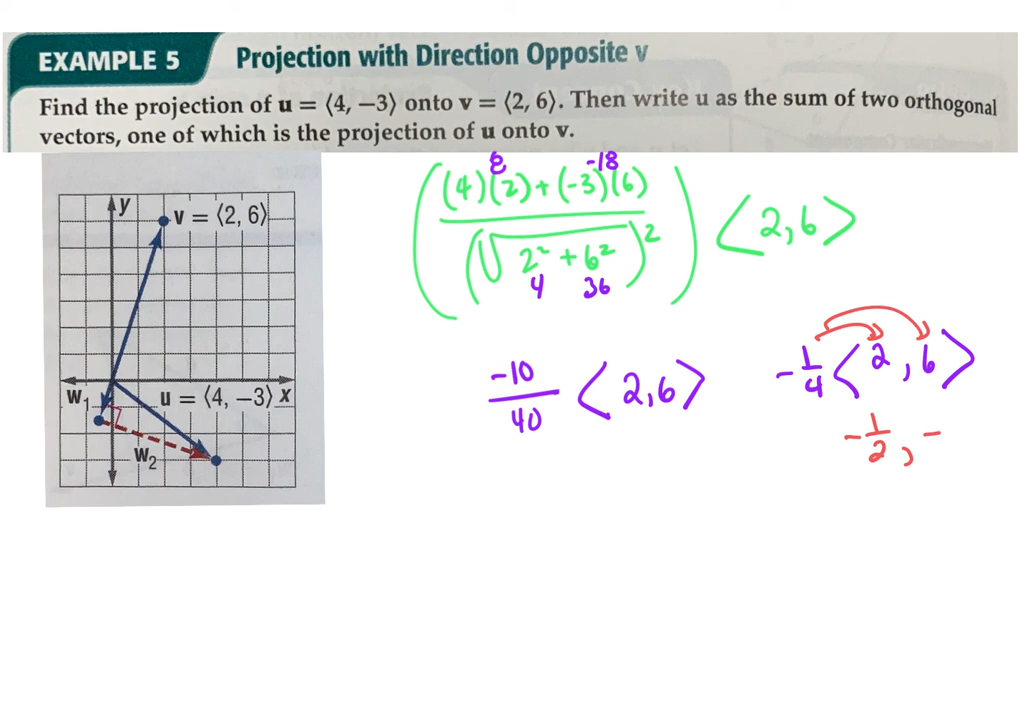 EXAMPLE 5 Projection with Direction Opposite v
Find the projection of u = ⟨4, −3⟩ onto v = ⟨2, 6⟩. Then write u as the sum of two orthogonal
vectors, one of which is the projection of u onto v.
y
v = ⟨2, 6⟩
W₁
u = ⟨4, −3⟩ x
W₂
8 -18
((4)(2)+(-3)(6) / (√2²+6²)²) <2,6>
4 36
-10/40 <2,6>
-1/4 <2,6>
-1/2, -